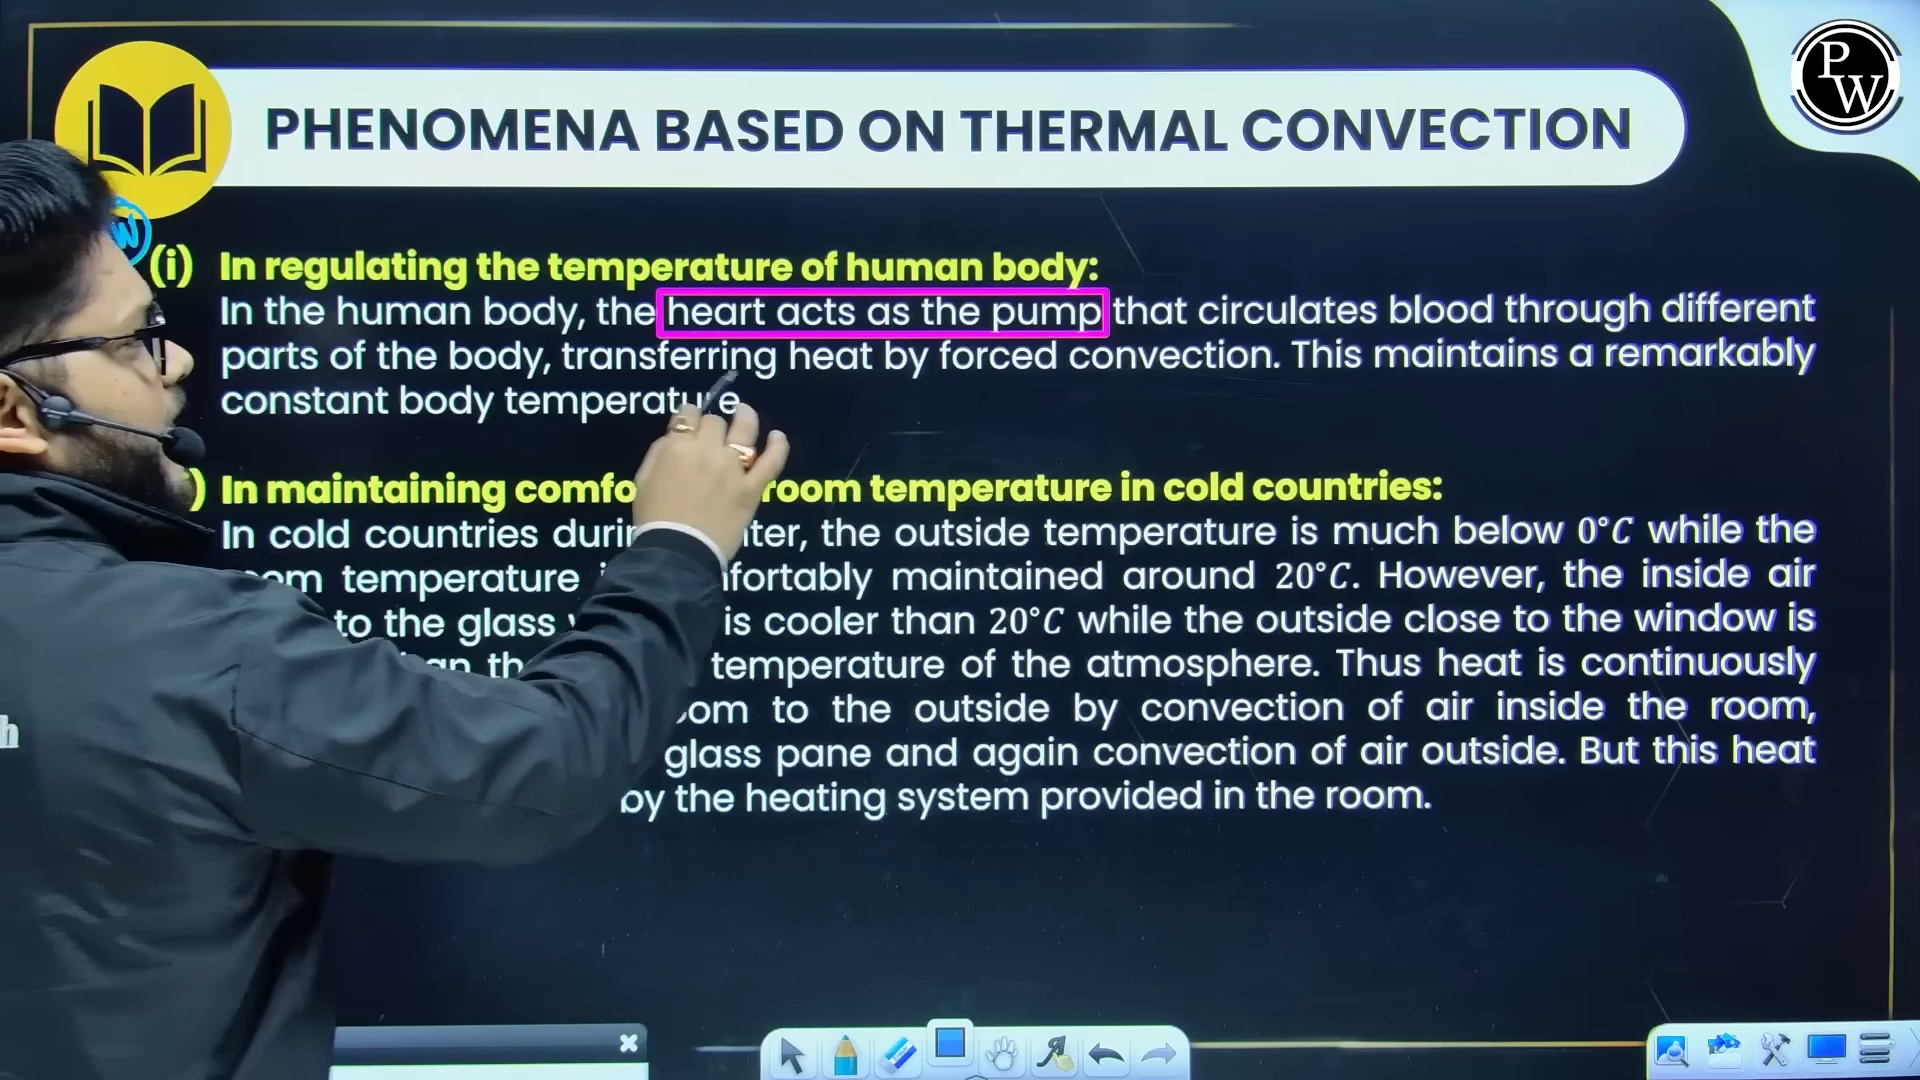 P
W
PHENOMENA BASED ON THERMAL CONVECTION
(i) In regulating the temperature of human body:
In the human body, the heart acts as the pump that circulates blood through different
parts of the body, transferring heat by forced convection. This maintains a remarkably
constant body temperature
) In maintaining room temperature in cold countries:
In cold countries the outside temperature is much below 0°C while the
temperature maintained around 20°C. However, the inside air
to the glass is cooler than 20°C while the outside close to the window is
temperature of the atmosphere. Thus heat is continuously
to the outside by convection of air inside the room,
glass pane and again convection of air outside. But this heat
by the heating system provided in the room.
h